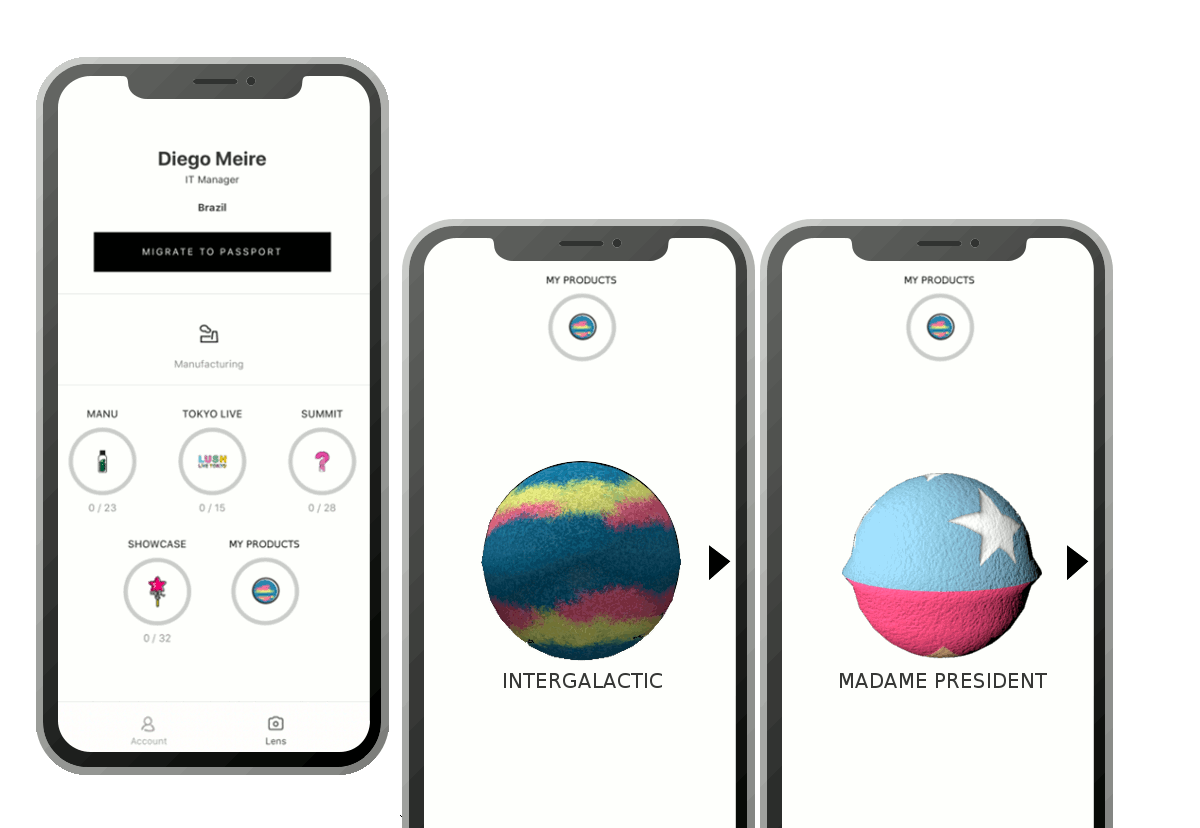 Diego Meire
IT Manager
Brazil
MIGRATE TO PASSPORT
Manufacturing
MANU
TOKYO LIVE
SUMMIT
LUSH
LIVE TOKYO
0 / 23
0 / 15
0 / 28
SHOWCASE
MY PRODUCTS
0 / 32
Account
Lens
MY PRODUCTS
INTERGALACTIC
MY PRODUCTS
MADAME PRESIDENT